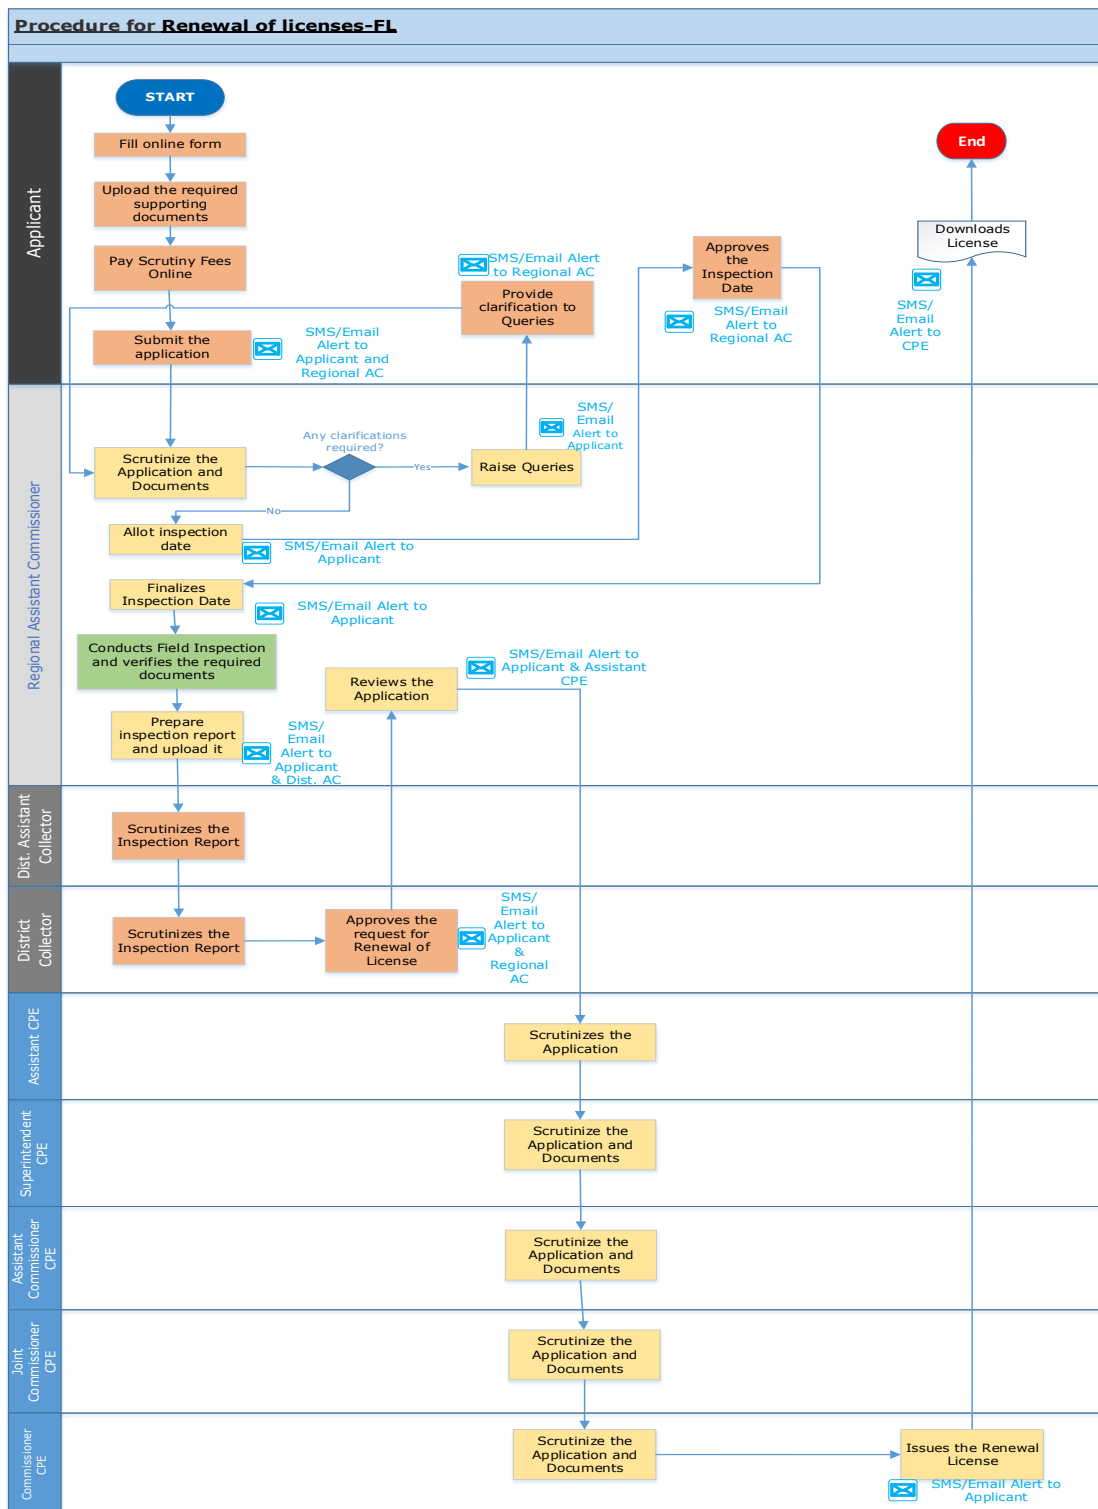 Procedure for Renewal of licenses-FL
Applicant
START
Fill online form
Upload the required
supporting
documents
Pay Scrutiny Fees
Online
Submit the
application
SMS/Email
Alert to
Applicant and
Regional AC
SMS/Email Alert
to Regional AC
Provide
clarification to
Queries
Approves
the
Inspection
Date
SMS/Email
Alert to
Regional AC
End
Downloads
License
SMS/
Email
Alert to
CPE
Regional Assistant Commissioner
Scrutinize the
Application and
Documents
Any clarifications
required?
Yes
No
SMS/
Email
Alert to
Applicant
Raise Queries
Allot inspection
date
SMS/Email Alert to
Applicant
Finalizes
Inspection Date
SMS/Email Alert to
Applicant
Conducts Field Inspection
and verifies the required
documents
Prepare
inspection report
and upload it
SMS/
Email
Alert to
Applicant
& Dist. AC
Reviews the
Application
SMS/Email Alert to
Applicant & Assistant
CPE
Dist. Assistant
Collector
Scrutinizes the
Inspection Report
District
Collector
Scrutinizes the
Inspection Report
Approves the
request for
Renewal of
License
SMS/
Email
Alert to
Applicant
&
Regional
AC
Assistant CPE
Scrutinizes the
Application
Superintendent
CPE
Scrutinize the
Application and
Documents
Assistant
Commissioner
CPE
Scrutinize the
Application and
Documents
Joint
Commissioner
CPE
Scrutinize the
Application and
Documents
Commissioner
CPE
Scrutinize the
Application and
Documents
Issues the Renewal
License
SMS/Email Alert to
Applicant